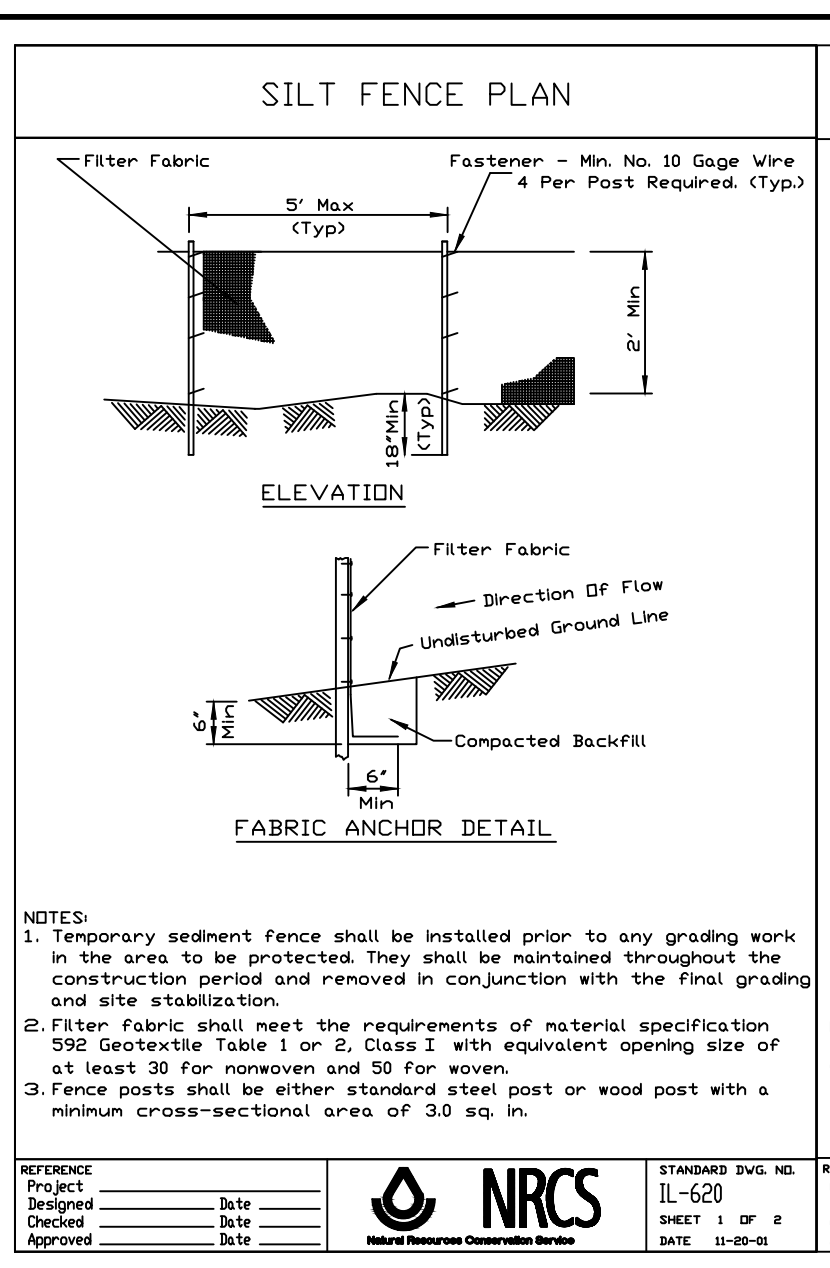 SILT FENCE PLAN
Filter Fabric
Fastener - Min. No. 10 Gage Wire
4 Per Post Required. (Typ.)
5' Max
(Typ)
2' Min
18"Min
(Typ)
ELEVATION
Filter Fabric
Direction Of Flow
Undisturbed Ground Line
6"
Min
Compacted Backfill
6"
Min
FABRIC ANCHOR DETAIL
NOTES:
1. Temporary sediment fence shall be installed prior to any grading work
in the area to be protected. They shall be maintained throughout the
construction period and removed in conjunction with the final grading
and site stabilization.
2. Filter fabric shall meet the requirements of material specification
592 Geotextile Table 1 or 2, Class I with equivalent opening size of
at least 30 for nonwoven and 50 for woven.
3. Fence posts shall be either standard steel post or wood post with a
minimum cross-sectional area of 3.0 sq. in.
REFERENCE
Project
Designed Date
Checked Date
Approved Date
NRCS
Natural Resources Conservation Service
STANDARD DWG. NO.
IL-620
SHEET 1 OF 2
DATE 11-20-01
R